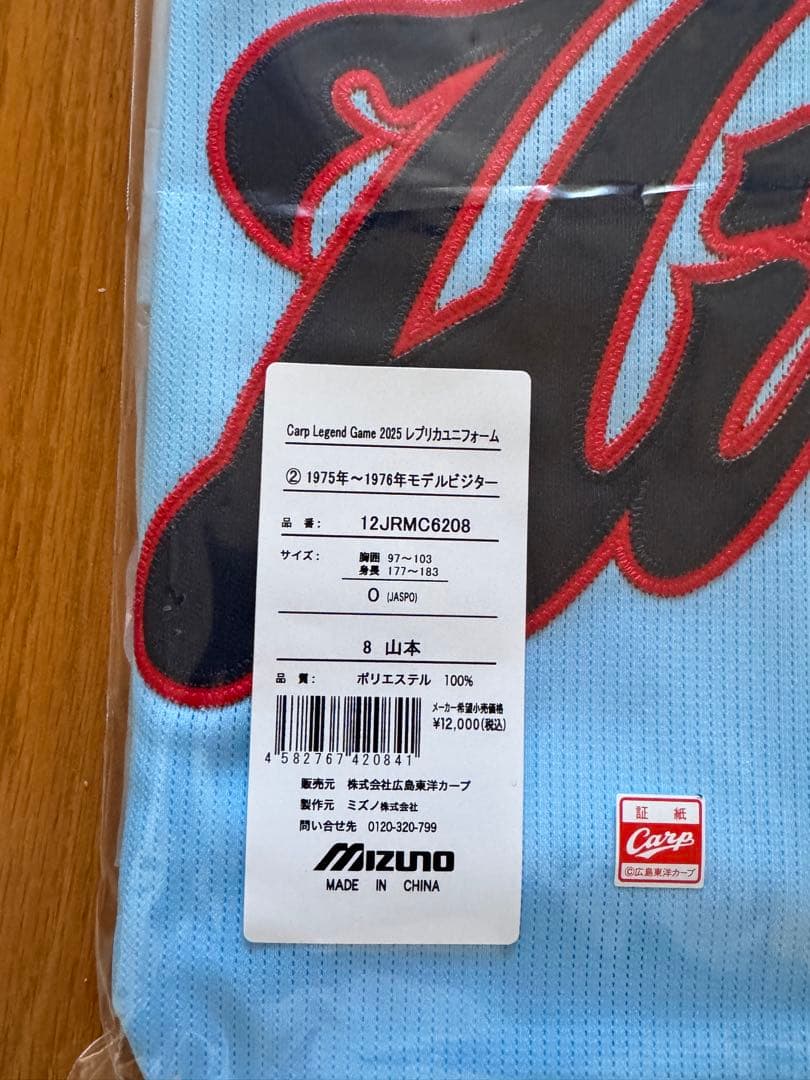 Carp Legend Game 2025 レプリカユニフォーム
② 1975年～1976年モデルビジター
品 番： 12JRMC6208
サイズ： 胸囲 97～103
身長 177～183
O (JASPO)
8 山本
品 質： ポリエステル 100%
メーカー希望小売価格
¥12,000(税込)
4 582767 420841
販売元 株式会社広島東洋カープ
製作元 ミズノ株式会社
問い合せ先 0120-320-799
MIZUNO
MADE IN CHINA
証 紙
Carp
©広島東洋カープ